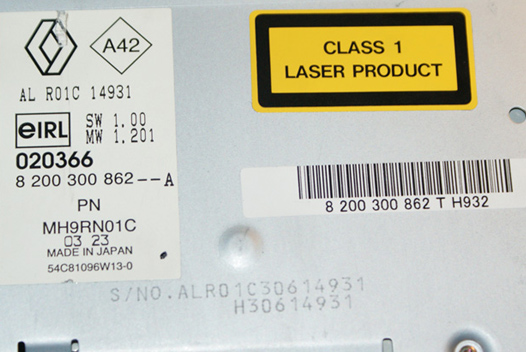 A42
AL R01C 14931
eIRL
SW 1.00
MW 1.201
020366
8 200 300 862--A
PN
MH9RN01C
03 23
MADE IN JAPAN
54C81096W13-0
CLASS 1
LASER PRODUCT
8 200 300 862 T H932
S/NO.ALR01C30614931
H30614931